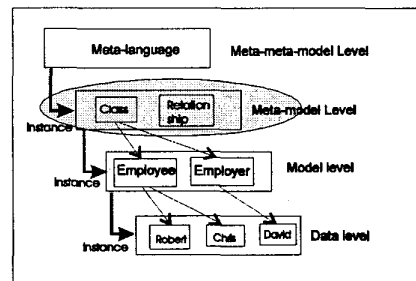 Meta-language Meta-meta-model Level
Class Relation
ship
Meta-model Level
Instance
Employee Employer Model level
Instance
Robert Chris David Data level
Instance